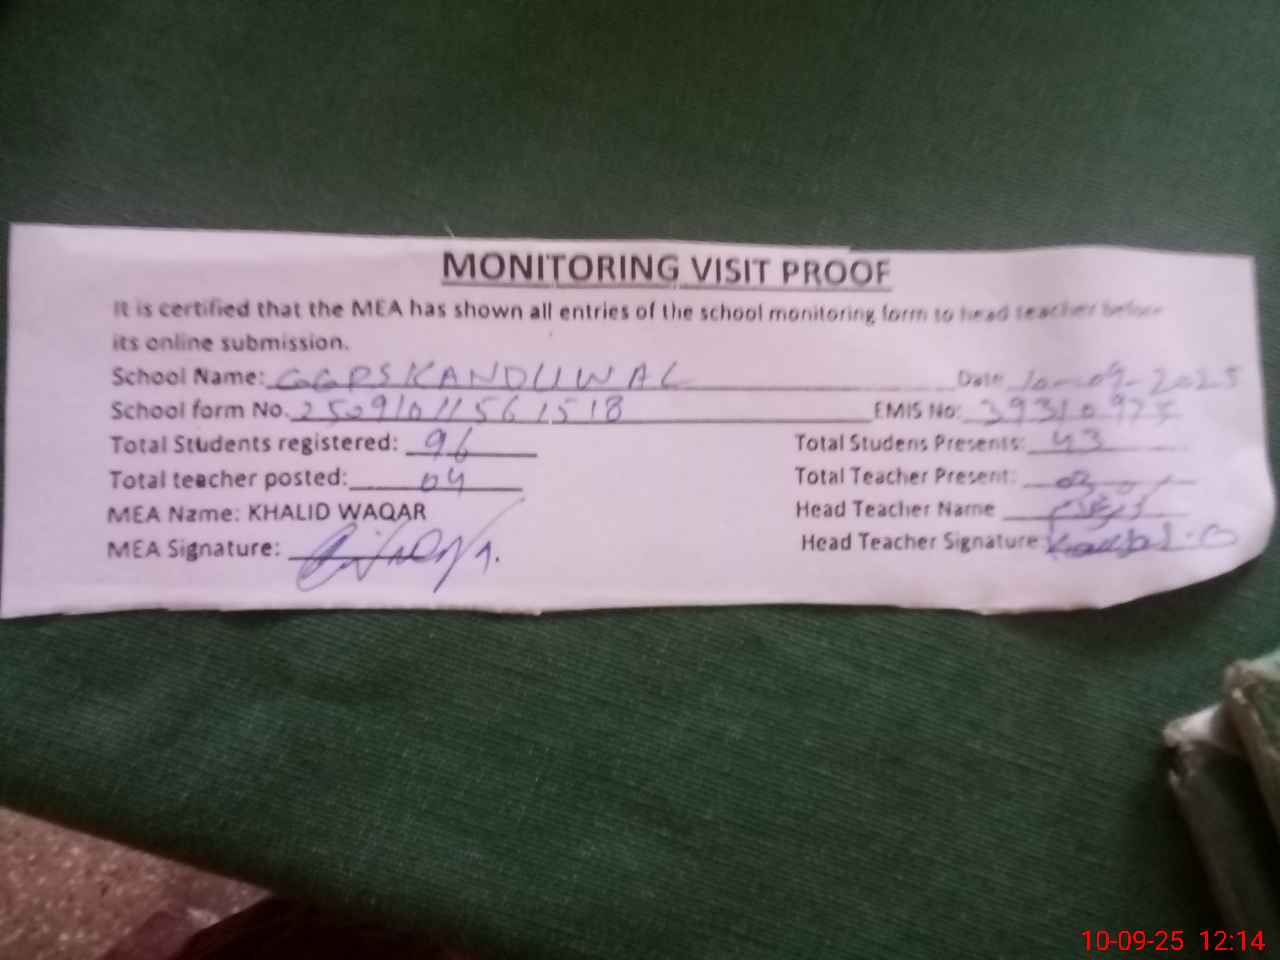 MONITORING VISIT PROOF
It is certified that the MEA has shown all entries of the school monitoring form to head teacher before
its online submission.
School Name: GGPS KANDUWAL Date 10-09-2025
School form No. 25091011561518 EMIS No: 39310975
Total Students registered: 96 Total Studens Presents: 43
Total teacher posted: 04 Total Teacher Present:
MEA Name: KHALID WAQAR Head Teacher Name
MEA Signature: Head Teacher Signature
10-09-25 12:14